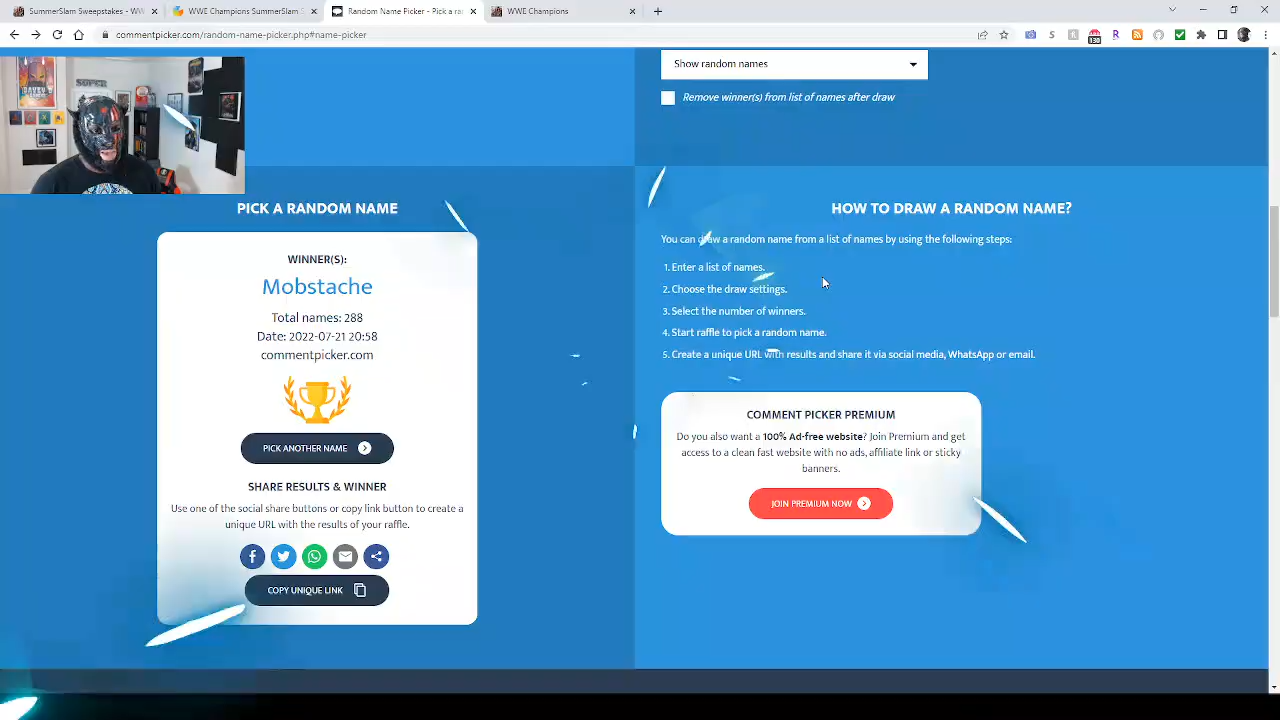 SummerSlam Sweepstakes - WW
WWE Champions SummerSlam S
Random Name Picker - Pick a ra
WWE Champions
commentpicker.com/random-name-picker.php#name-picker
130
Show random names
Remove winner(s) from list of names after draw
SUPER
PICK A RANDOM NAME
WINNER(S):
Mobstache
Total names: 288
Date: 2022-07-21 20:58
commentpicker.com
PICK ANOTHER NAME
SHARE RESULTS & WINNER
Use one of the social share buttons or copy link button to create a
unique URL with the results of your raffle.
COPY UNIQUE LINK
HOW TO DRAW A RANDOM NAME?
You can draw a random name from a list of names by using the following steps:
1. Enter a list of names.
2. Choose the draw settings.
3. Select the number of winners.
4. Start raffle to pick a random name.
5. Create a unique URL with results and share it via social media, WhatsApp or email.
COMMENT PICKER PREMIUM
Do you also want a 100% Ad-free website? Join Premium and get
access to a clean fast website with no ads, affiliate link or sticky
banners.
JOIN PREMIUM NOW